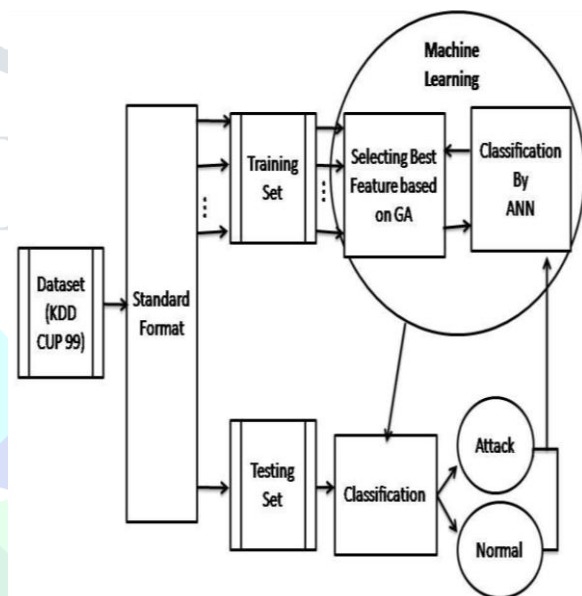 Machine
Learning
Training
Set
Selecting Best
Feature based
on GA
Classification
By
ANN
Dataset
(KDD
CUP 99)
Standard
Format
Testing
Set
Classification
Attack
Normal